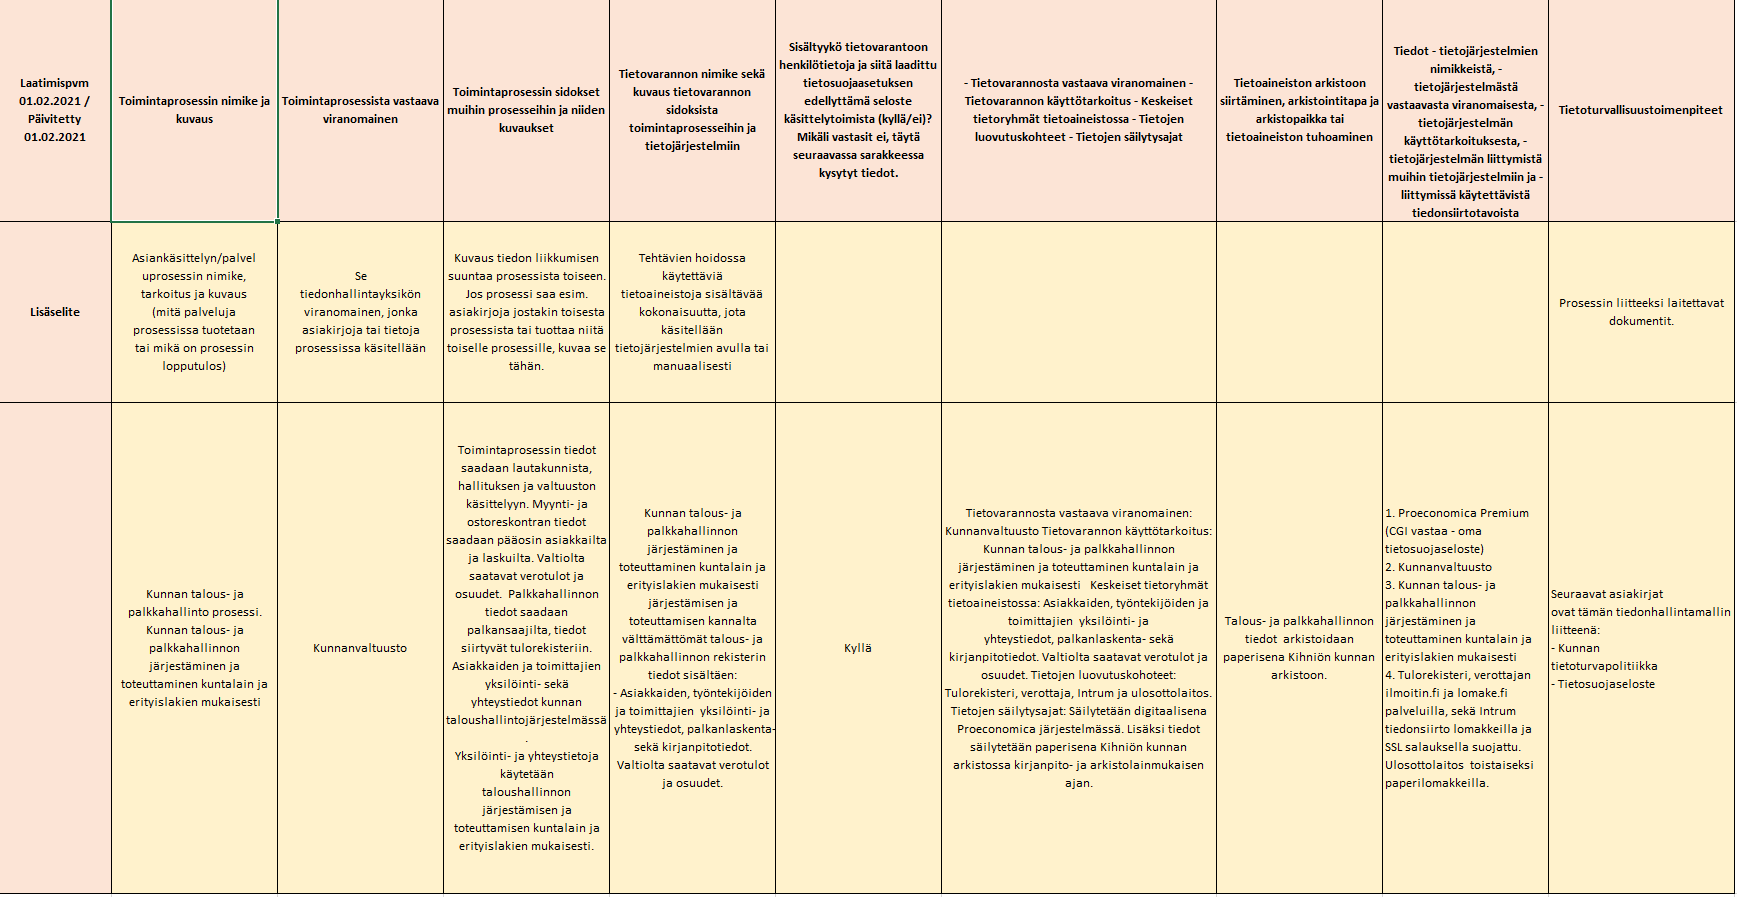 Laatimispvm
01.02.2021 /
Päivitetty
01.02.2021
Toimintaprosessin nimike ja
kuvaus
Toimintaprosessista vastaava
viranomainen
Toimintaprosessin sidokset
muihin prosesseihin ja niiden
kuvaukset
Tietovarannon nimike sekä
kuvaus tietovarannon
sidoksista
toimintaprosesseihin ja
tietojärjestelmiin
Sisältyykö tietovarantoon
henkilötietoja ja siitä laadittu
tietosuojaasetuksen
edellyttämä seloste
käsittelytoimista (kyllä/ei)?
Mikäli vastasit ei, täytä
seuraavassa sarakkeessa
kysytyt tiedot.
- Tietovarannosta vastaava viranomainen -
Tietovarannon käyttötarkoitus - Keskeiset
tietoryhmät tietoaineistossa - Tietojen
luovutuskohteet - Tietojen säilytysajat
Tietoaineiston arkistoon
siirtäminen, arkistointitapa ja
arkistopaikka tai
tietoaineiston tuhoaminen
Tiedot - tietojärjestelmien
nimikkeistä, -
tietojärjestelmästä
vastaavasta viranomaisesta, -
tietojärjestelmän
käyttötarkoituksesta, -
tietojärjestelmän liittymistä
muihin tietojärjestelmiin ja -
liittymissä käytettävistä
tiedonsiirtotavoista
Tietoturvallisuustoimenpiteet
Lisäselite
Asiankäsittelyn/palvel
uprosessin nimike,
tarkoitus ja kuvaus
(mitä palveluja
prosessissa tuotetaan
tai mikä on prosessin
lopputulos)
Se
tiedonhallintayksikön
viranomainen, jonka
asiakirjoja tai tietoja
prosessissa käsitellään
Kuvaus tiedon liikkumisen
suuntaa prosessista toiseen.
Jos prosessi saa esim.
asiakirjoja jostakin toisesta
prosessista tai tuottaa niitä
toiselle prosessille, kuvaa se
tähän.
Tehtävien hoidossa
käytettäviä
tietoaineistoja sisältävää
kokonaisuutta, jota
käsitellään
tietojärjestelmien avulla tai
manuaalisesti
Prosessin liitteeksi laitettavat
dokumentit.
Kunnan talous- ja
palkkahallinto prosessi.
Kunnan talous- ja
palkkahallinnon
järjestäminen ja
toteuttaminen kuntalain ja
erityislakien mukaisesti
Kunnanvaltuusto
Toimintaprosessin tiedot
saadaan lautakunnista,
hallituksen ja valtuuston
käsittelyyn. Myynti- ja
ostoreskontran tiedot
saadaan pääosin asiakkailta
ja laskuilta. Valtiolta
saatavat verotulot ja
osuudet. Palkkahallinnon
tiedot saadaan
palkansaajilta, tiedot
siirtyvät tulorekisteriin.
Asiakkaiden ja toimittajien
yksilöinti- sekä
yhteystiedot kunnan
taloushallintojärjestelmässä
.
Yksilöinti- ja yhteystietoja
käytetään
taloushallinnon
järjestämisen ja
toteuttamisen kuntalain ja
erityislakien mukaisesti.
Kunnan talous- ja
palkkahallinnon
järjestäminen ja
toteuttaminen kuntalain ja
erityislakien mukaisesti
järjestämisen ja
toteuttamisen kannalta
välttämättömät talous- ja
palkkahallinnon rekisterin
tiedot sisältäen:
- Asiakkaiden, työntekijöiden
ja toimittajien yksilöinti- ja
yhteystiedot, palkanlaskenta-
sekä kirjanpitotiedot.
Valtiolta saatavat verotulot
ja osuudet.
Kyllä
Tietovarannosta vastaava viranomainen:
Kunnanvaltuusto Tietovarannon käyttötarkoitus:
Kunnan talous- ja palkkahallinnon
järjestäminen ja toteuttaminen kuntalain ja
erityislakien mukaisesti Keskeiset tietoryhmät
tietoaineistossa: Asiakkaiden, työntekijöiden ja
toimittajien yksilöinti- ja
yhteystiedot, palkanlaskenta- sekä
kirjanpitotiedot. Valtiolta saatavat verotulot ja
osuudet. Tietojen luovutuskohoteet:
Tulorekisteri, verottaja, Intrum ja ulosottolaitos.
Tietojen säilytysajat: Säilytetään digitaalisena
Proeconomica järjestelmässä. Lisäksi tiedot
säilytetään paperisena Kihniön kunnan
arkistossa kirjanpito- ja arkistolainmukaisen
ajan.
Talous- ja palkkahallinnon
tiedot arkistoidaan
paperisena Kihniön kunnan
arkistoon.
1. Proeconomica Premium
(CGI vastaa - oma
tietosuojaseloste)
2. Kunnanvaltuusto
3. Kunnan talous- ja
palkkahallinnon
järjestäminen ja
toteuttaminen kuntalain ja
erityislakien mukaisesti
4. Tulorekisteri, verottajan
ilmoitin.fi ja lomake.fi
palveluilla, sekä Intrum
tiedonsiirto lomakkeilla ja
SSL salauksella suojattu.
Ulosottolaitos toistaiseksi
paperilomakkeilla.
Seuraavat asiakirjat
ovat tämän tiedonhallintamallin
liitteenä:
- Kunnan
tietoturvapolitiikka
- Tietosuojaseloste